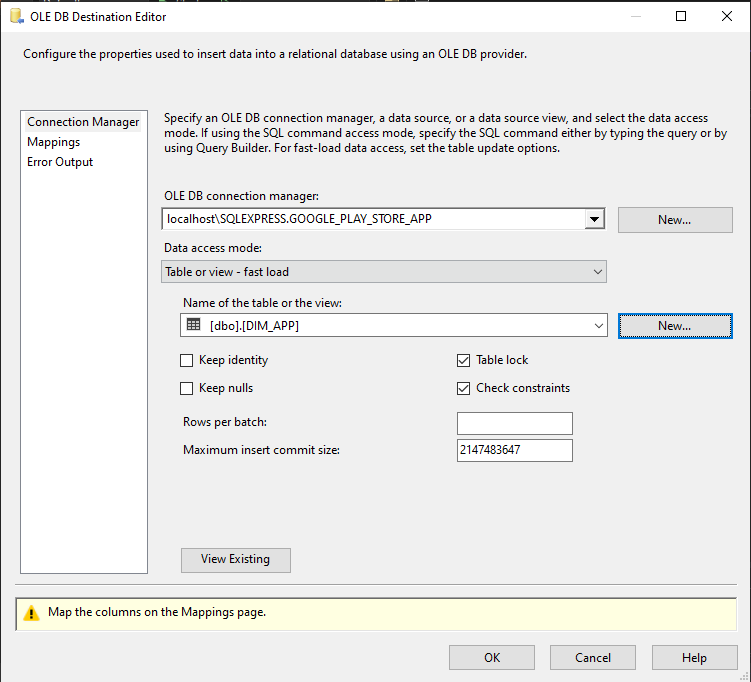 OLE DB Destination Editor
Configure the properties used to insert data into a relational database using an OLE DB provider.
Connection Manager
Mappings
Error Output
Specify an OLE DB connection manager, a data source, or a data source view, and select the data access
mode. If using the SQL command access mode, specify the SQL command either by typing the query or by
using Query Builder. For fast-load data access, set the table update options.
OLE DB connection manager:
localhost\SQLEXPRESS.GOOGLE_PLAY_STORE_APP
New...
Data access mode:
Table or view - fast load
Name of the table or the view:
[dbo].[DIM_APP]
New...
Keep identity
Table lock
Keep nulls
Check constraints
Rows per batch:
Maximum insert commit size:
2147483647
View Existing
Map the columns on the Mappings page.
OK
Cancel
Help